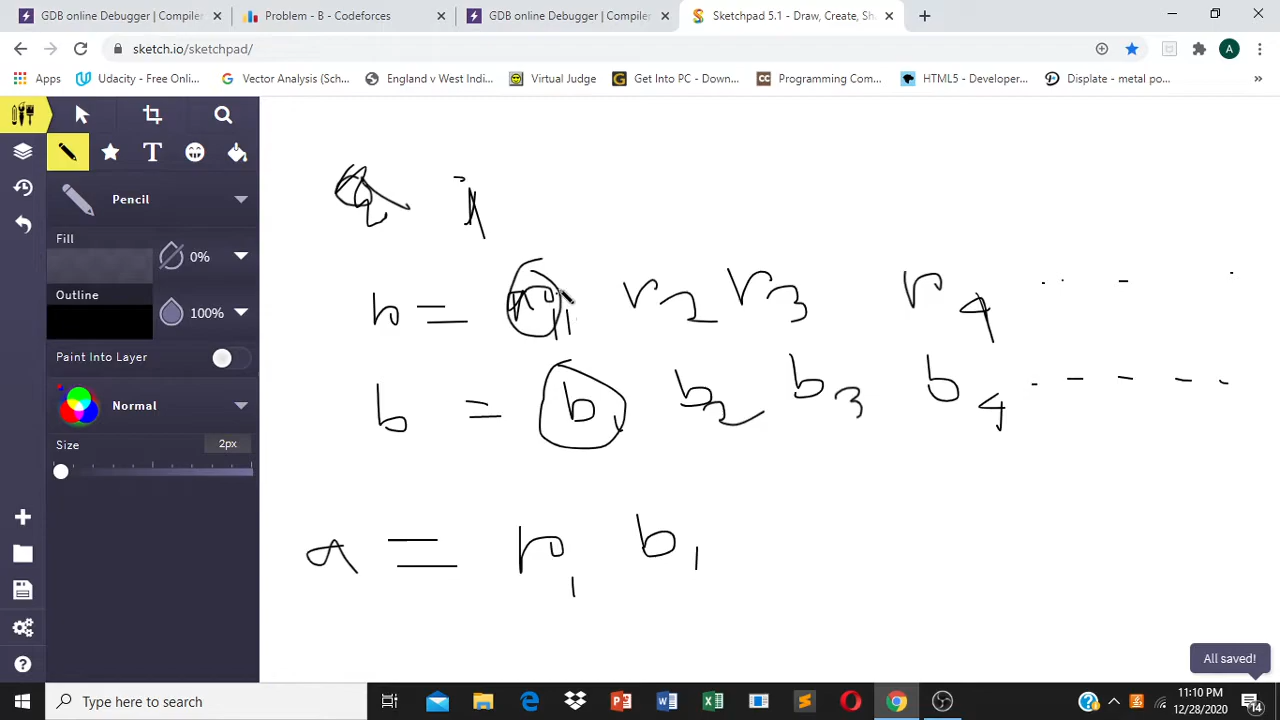 GDB online Debugger | Compiler
Problem - B - Codeforces
GDB online Debugger | Compiler
Sketchpad 5.1 - Draw, Create, Sh
sketch.io/sketchpad/
A
Apps Udacity - Free Onli... Vector Analysis (Sch... England v West Indi... Virtual Judge Get Into PC - Down... Programming Com... HTML5 - Developer... Displate - metal po... »
T
Pencil
Fill
0%
Outline
100%
Paint Into Layer
Normal
Size
2px
r = r1 r2 r3 r4 .. - .
b = b1 b2 b3 b4 - - - - -
a = r1 b1
All saved!
Type here to search
11:10 PM
12/28/2020
14